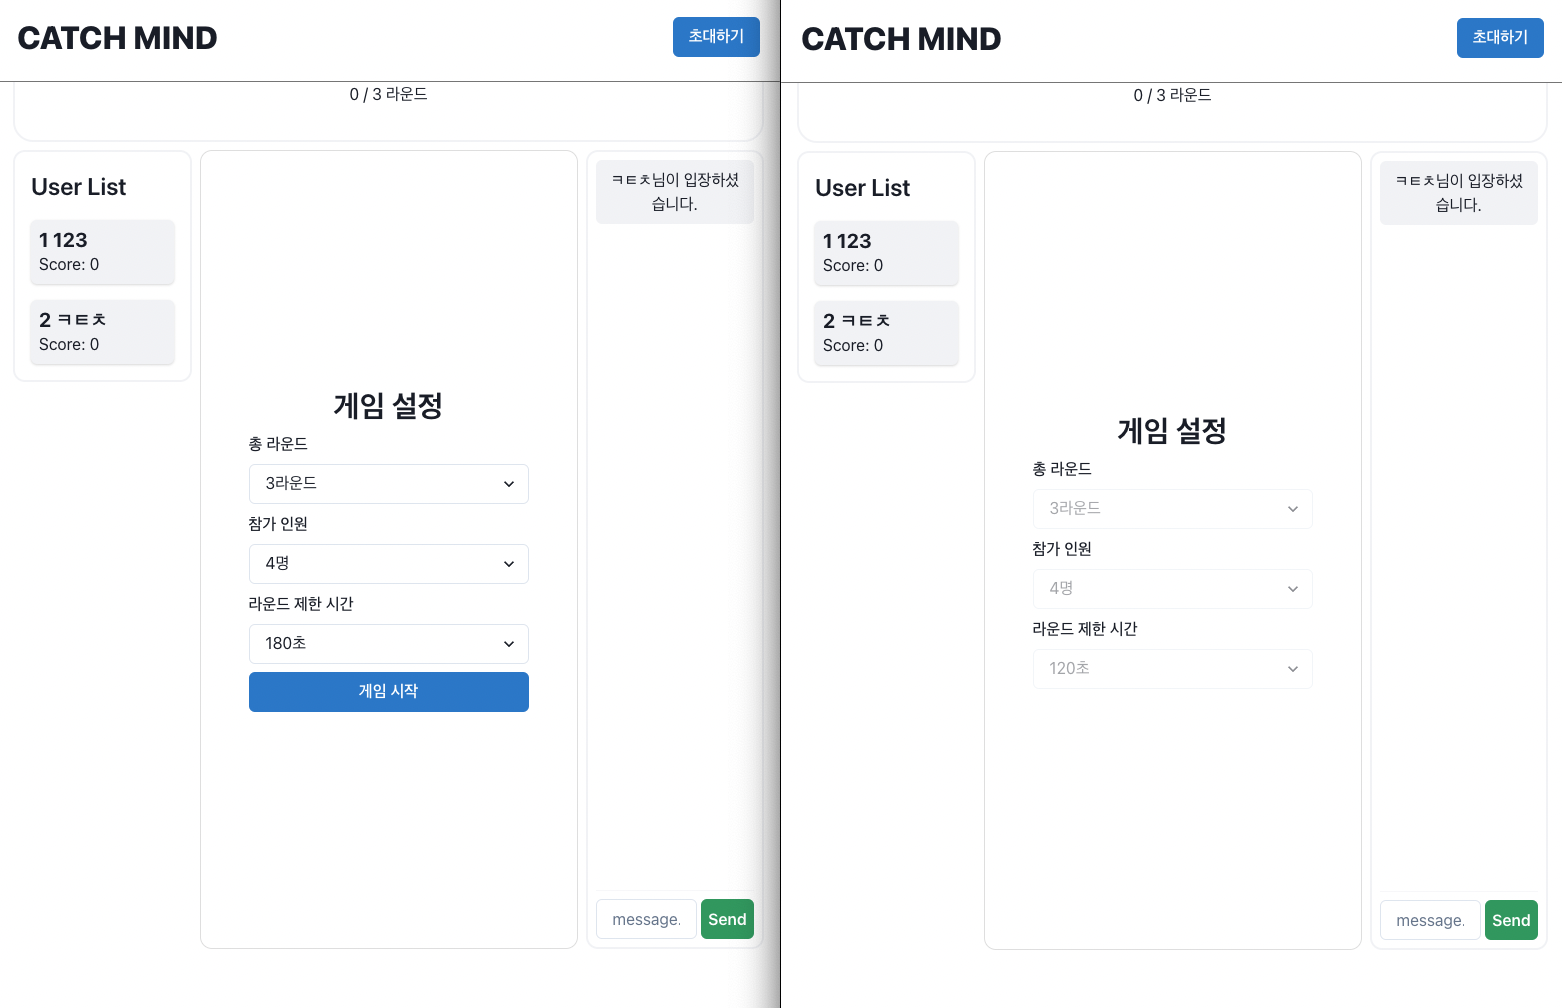 CATCH MIND
초대하기
0 / 3 라운드
User List
1 123
Score: 0
2 ㅋㅌㅊ
Score: 0
게임 설정
총 라운드
3라운드
참가 인원
4명
라운드 제한 시간
180초
게임 시작
ㅋㅌㅊ님이 입장하셨
습니다.
message.
Send
CATCH MIND
초대하기
0 / 3 라운드
User List
1 123
Score: 0
2 ㅋㅌㅊ
Score: 0
게임 설정
총 라운드
3라운드
참가 인원
4명
라운드 제한 시간
120초
ㅋㅌㅊ님이 입장하셨
습니다.
message.
Send